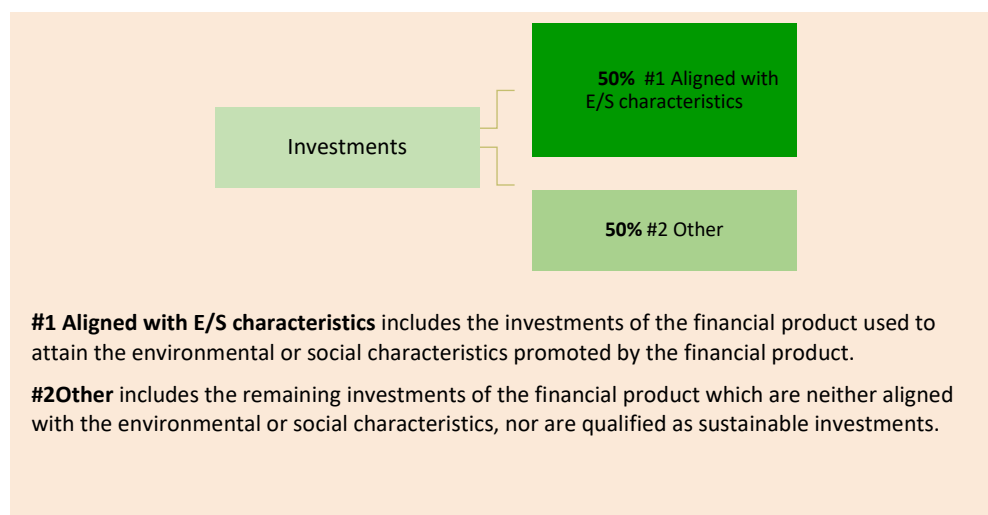 50% #1 Aligned with
E/S characteristics
Investments
50% #2 Other
#1 Aligned with E/S characteristics includes the investments of the financial product used to
attain the environmental or social characteristics promoted by the financial product.
#2Other includes the remaining investments of the financial product which are neither aligned
with the environmental or social characteristics, nor are qualified as sustainable investments.